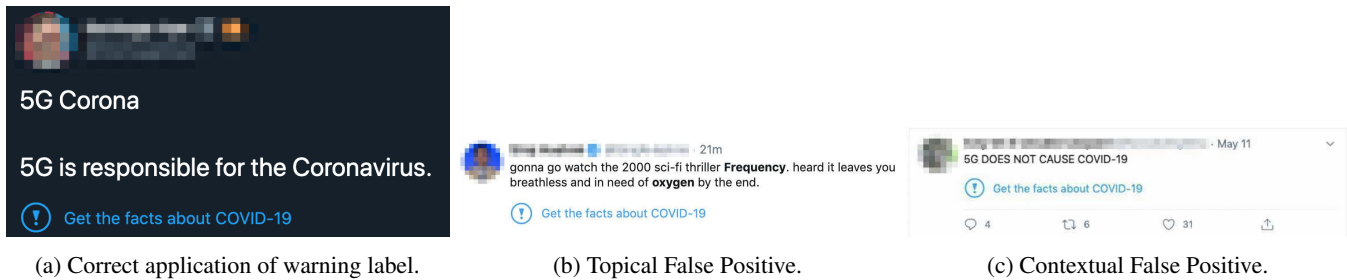 5G Corona
5G is responsible for the Coronavirus.
Get the facts about COVID-19
(a) Correct application of warning label.
· 21m
gonna go watch the 2000 sci-fi thriller Frequency. heard it leaves you
breathless and in need of oxygen by the end.
Get the facts about COVID-19
(b) Topical False Positive.
· May 11
5G DOES NOT CAUSE COVID-19
Get the facts about COVID-19
4 6 31
(c) Contextual False Positive.